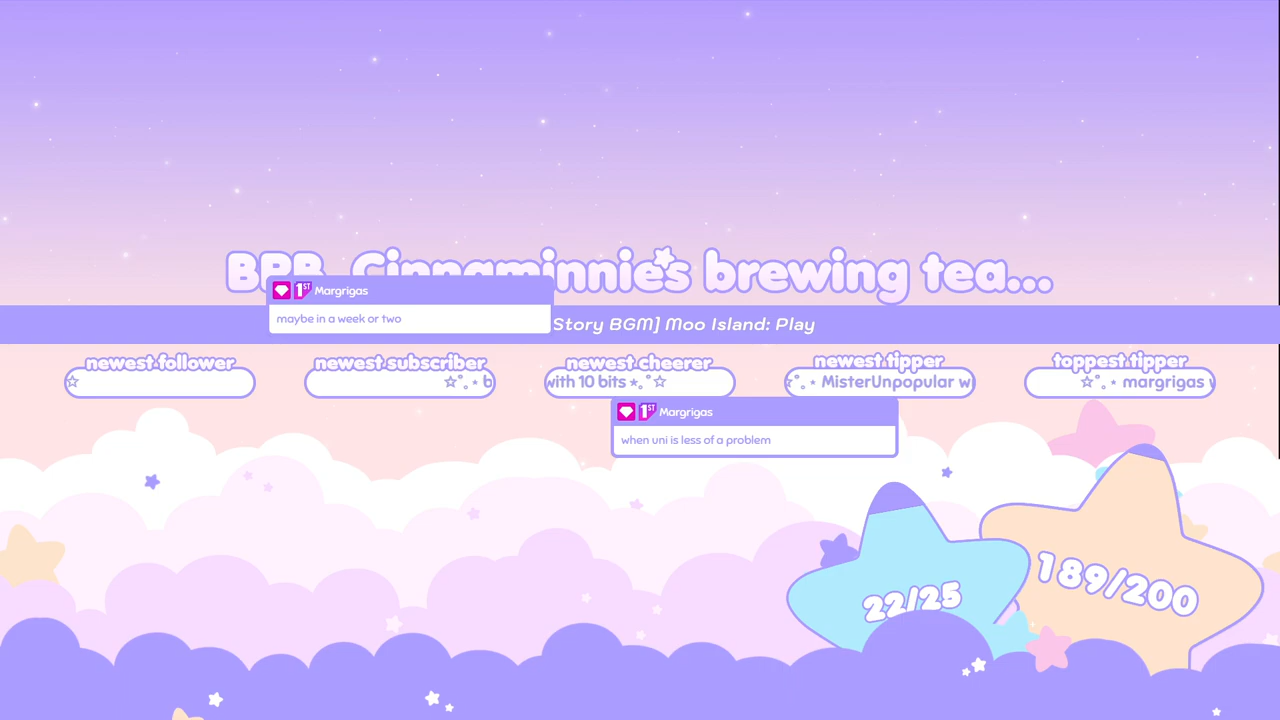 BRB, Cinnaminnie's brewing tea...
1ST Margrigas
maybe in a week or two
Story BGM] Moo Island: Play
newest follower
newest subscriber
newest cheerer
newest tipper
toppest tipper
☆
☆˚｡⋆ b
with 10 bits ⋆｡˚☆
☆˚｡⋆ MisterUnpopular w
☆˚｡⋆ margrigas
1ST Margrigas
when uni is less of a problem
189/200
22/25